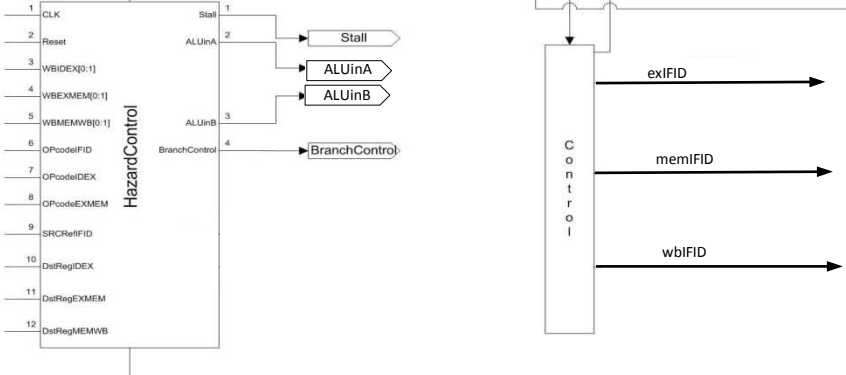 1 CLK
2 Reset
3 WBIDEX[0:1]
4 WBEXMEM[0:1]
5 WBMEMWB[0:1]
6 OPcodeIFID
7 OPcodeIDEX
8 OPcodeEXMEM
9 SRCRefIFID
10 DstRegIDEX
11 DstRegEXMEM
12 DstRegMEMWB
HazardControl
Stall 1
ALUinA 2
ALUinB 3
BranchControl 4
Stall
ALUinA
ALUinB
BranchControl
Control
exIFID
memIFID
wbIFID